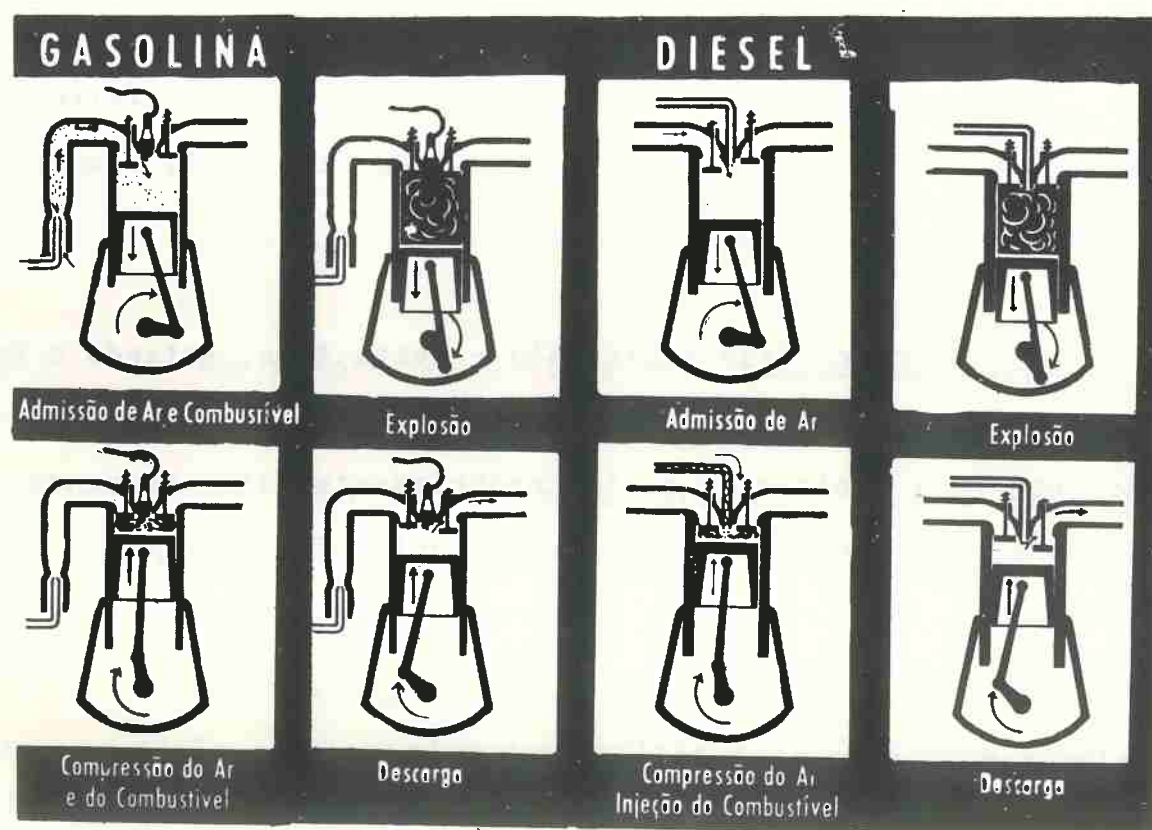 GASOLINA
DIESEL
Admissão de Ar e Combustível
Explosão
Admissão de Ar
Explosão
Compressão do Ar
e do Combustivel
Descarga
Compressão do Ar
Injeção do Combustível
Descarga